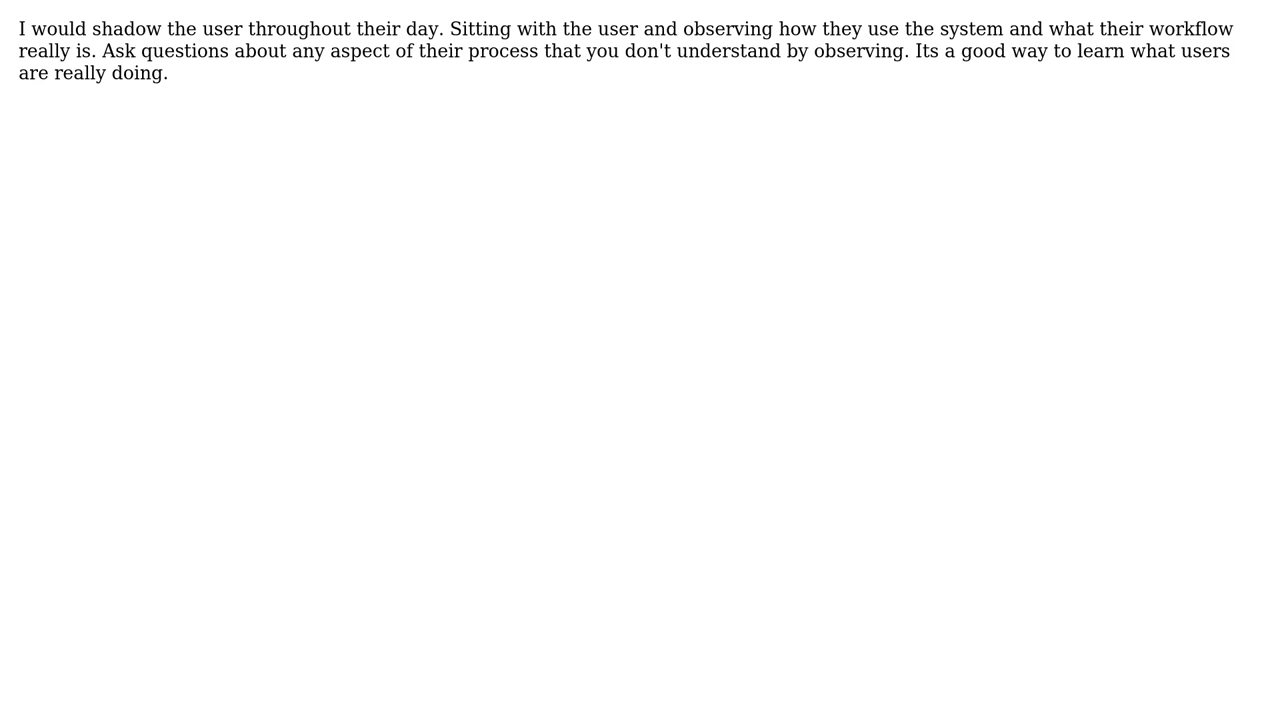 I would shadow the user throughout their day. Sitting with the user and observing how they use the system and what their workflow
really is. Ask questions about any aspect of their process that you don't understand by observing. Its a good way to learn what users
are really doing.